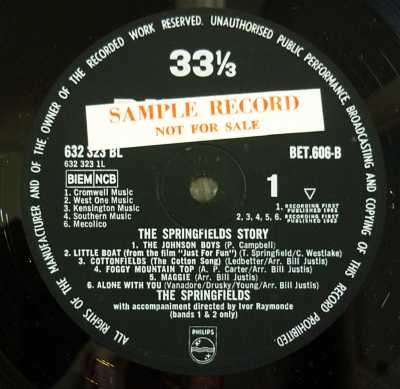 ALL RIGHTS OF THE MANUFACTURER AND OF THE OWNER OF THE RECORDED WORK RESERVED. UNAUTHORISED PUBLIC PERFORMANCE, BROADCASTING AND COPYING OF THIS RECORD PROHIBITED
33⅓
SAMPLE RECORD
NOT FOR SALE
632 323 BL
632 323 1L
BET.606-B
BIEM NCB
1
1. Cromwell Music
2. West One Music
3. Kensington Music
4. Southern Music
6. Mecolico
1. RECORDING FIRST PUBLISHED 1962
2, 3, 4, 5, 6. RECORDING FIRST PUBLISHED 1963
THE SPRINGFIELDS STORY
1. THE JOHNSON BOYS (P. Campbell)
2. LITTLE BOAT (from the film "Just For Fun") (T. Springfield/C. Westlake)
3. COTTONFIELDS (The Cotton Song) (Ledbetter/Arr. Bill Justis)
4. FOGGY MOUNTAIN TOP (A. P. Carter/Arr. Bill Justis)
5. MAGGIE (Arr. Bill Justis)
6. ALONE WITH YOU (Vanadore/Drusky/Young/Arr. Bill Justis)
THE SPRINGFIELDS
with accompaniment directed by Ivor Raymonde
(bands 1 & 2 only)
PHILIPS